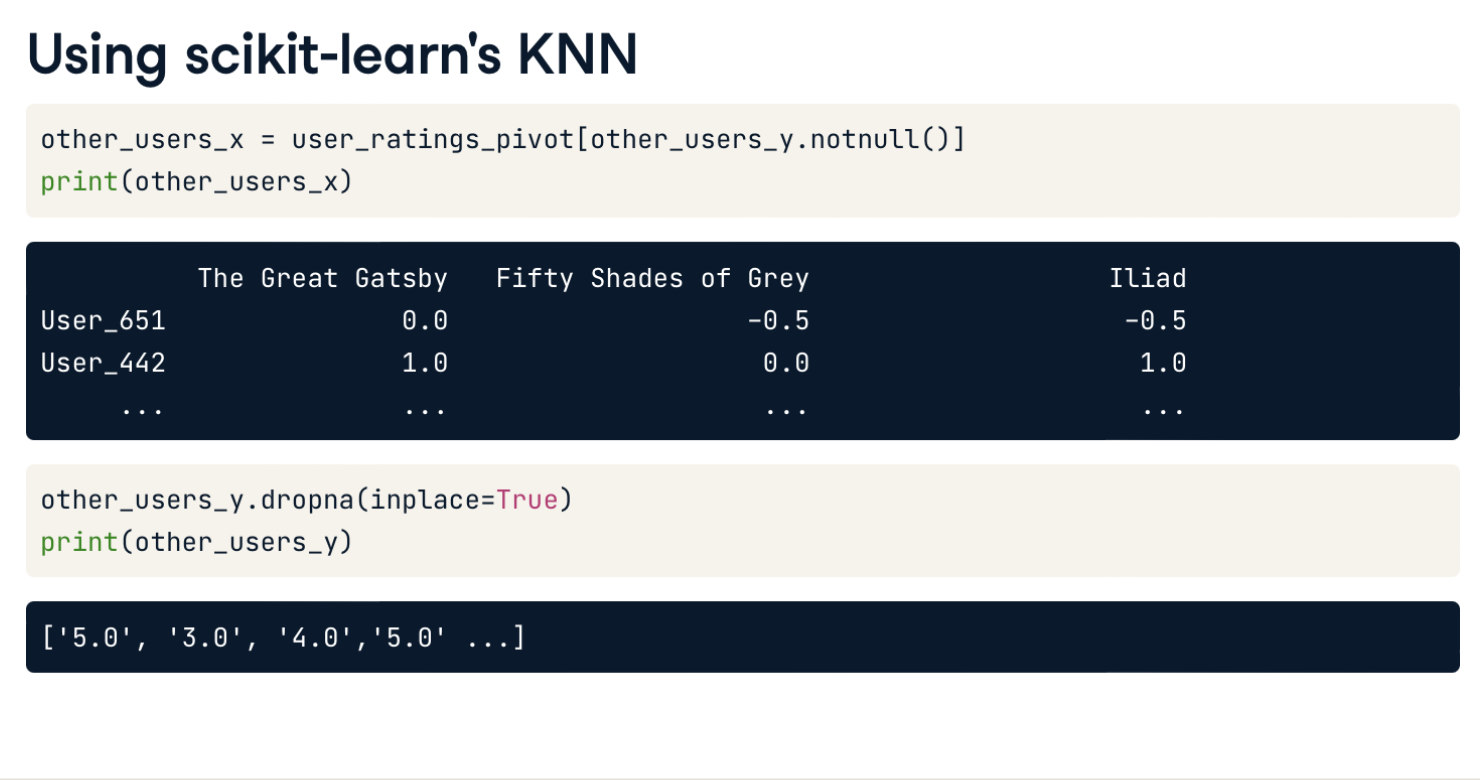 Using scikit-learn's KNN
other_users_x = user_ratings_pivot[other_users_y.notnull()]
print(other_users_x)
The Great Gatsby Fifty Shades of Grey Iliad
User_651 0.0 -0.5 -0.5
User_442 1.0 0.0 1.0
... ... ... ...
other_users_y.dropna(inplace=True)
print(other_users_y)
['5.0', '3.0', '4.0','5.0' ...]